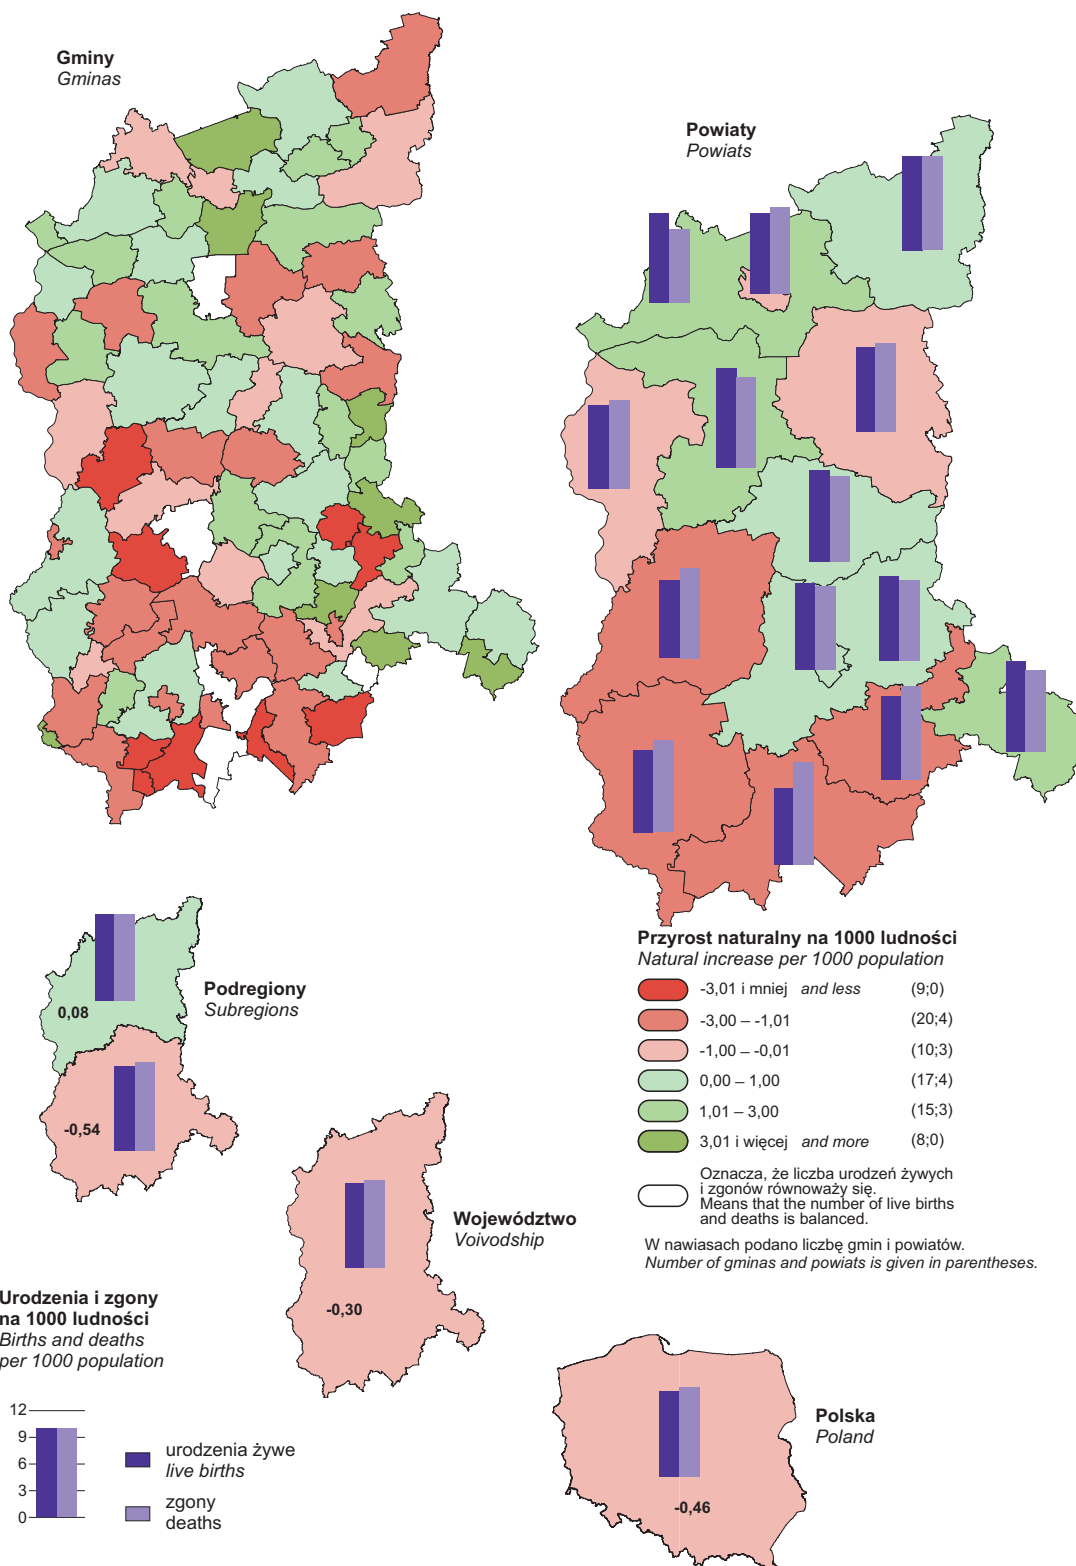 Gminy
Gminas
Powiaty
Powiats
Podregiony
Subregions
0,08
-0,54
Przyrost naturalny na 1000 ludności
Natural increase per 1000 population
-3,01 i mniej and less (9;0)
-3,00 – -1,01 (20;4)
-1,00 – -0,01 (10;3)
0,00 – 1,00 (17;4)
1,01 – 3,00 (15;3)
3,01 i więcej and more (8;0)
Oznacza, że liczba urodzeń żywych
i zgonów równoważy się.
Means that the number of live births
and deaths is balanced.
W nawiasach podano liczbę gmin i powiatów.
Number of gminas and powiats is given in parentheses.
Województwo
Voivodship
-0,30
Urodzenia i zgony
na 1000 ludności
Births and deaths
per 1000 population
12
9
6
3
0
urodzenia żywe
live births
zgony
deaths
Polska
Poland
-0,46